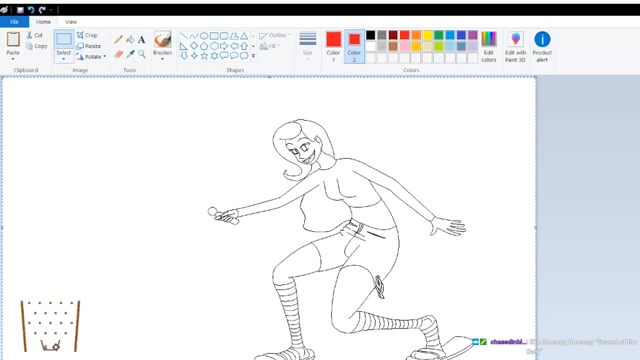 File
Home
View
Paste
Cut
Copy
Clipboard
Select
Crop
Resize
Rotate
Image
Tools
Brushes
Shapes
Outline
Fill
Size
Color
1
Color
2
Edit
colors
Colors
Edit with
Paint 3D
Product
alert
chasedinbl...